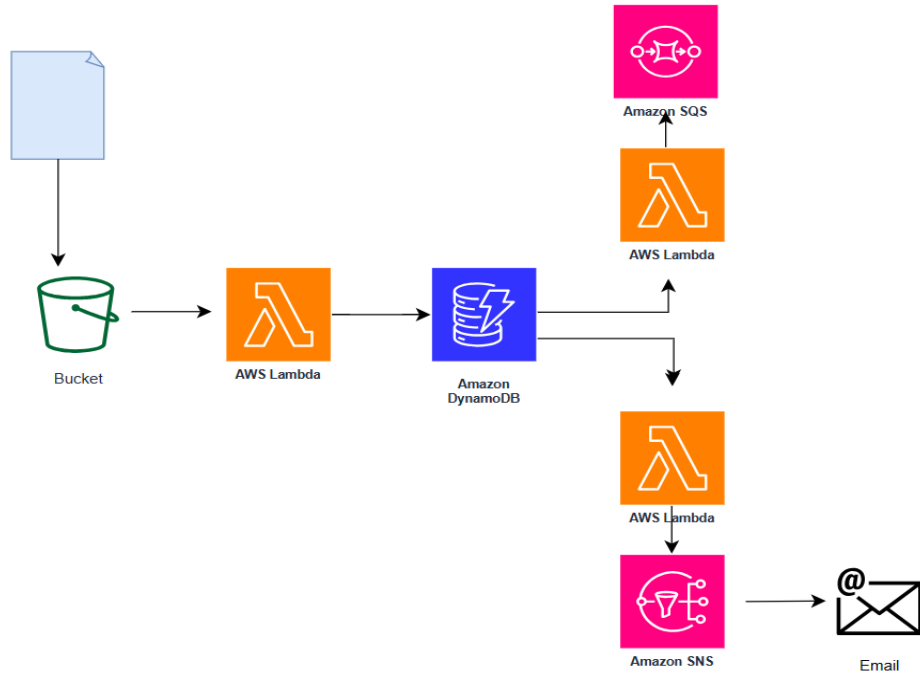 Amazon SQS
AWS Lambda
Bucket
AWS Lambda
Amazon
DynamoDB
AWS Lambda
Amazon SNS
@
Email